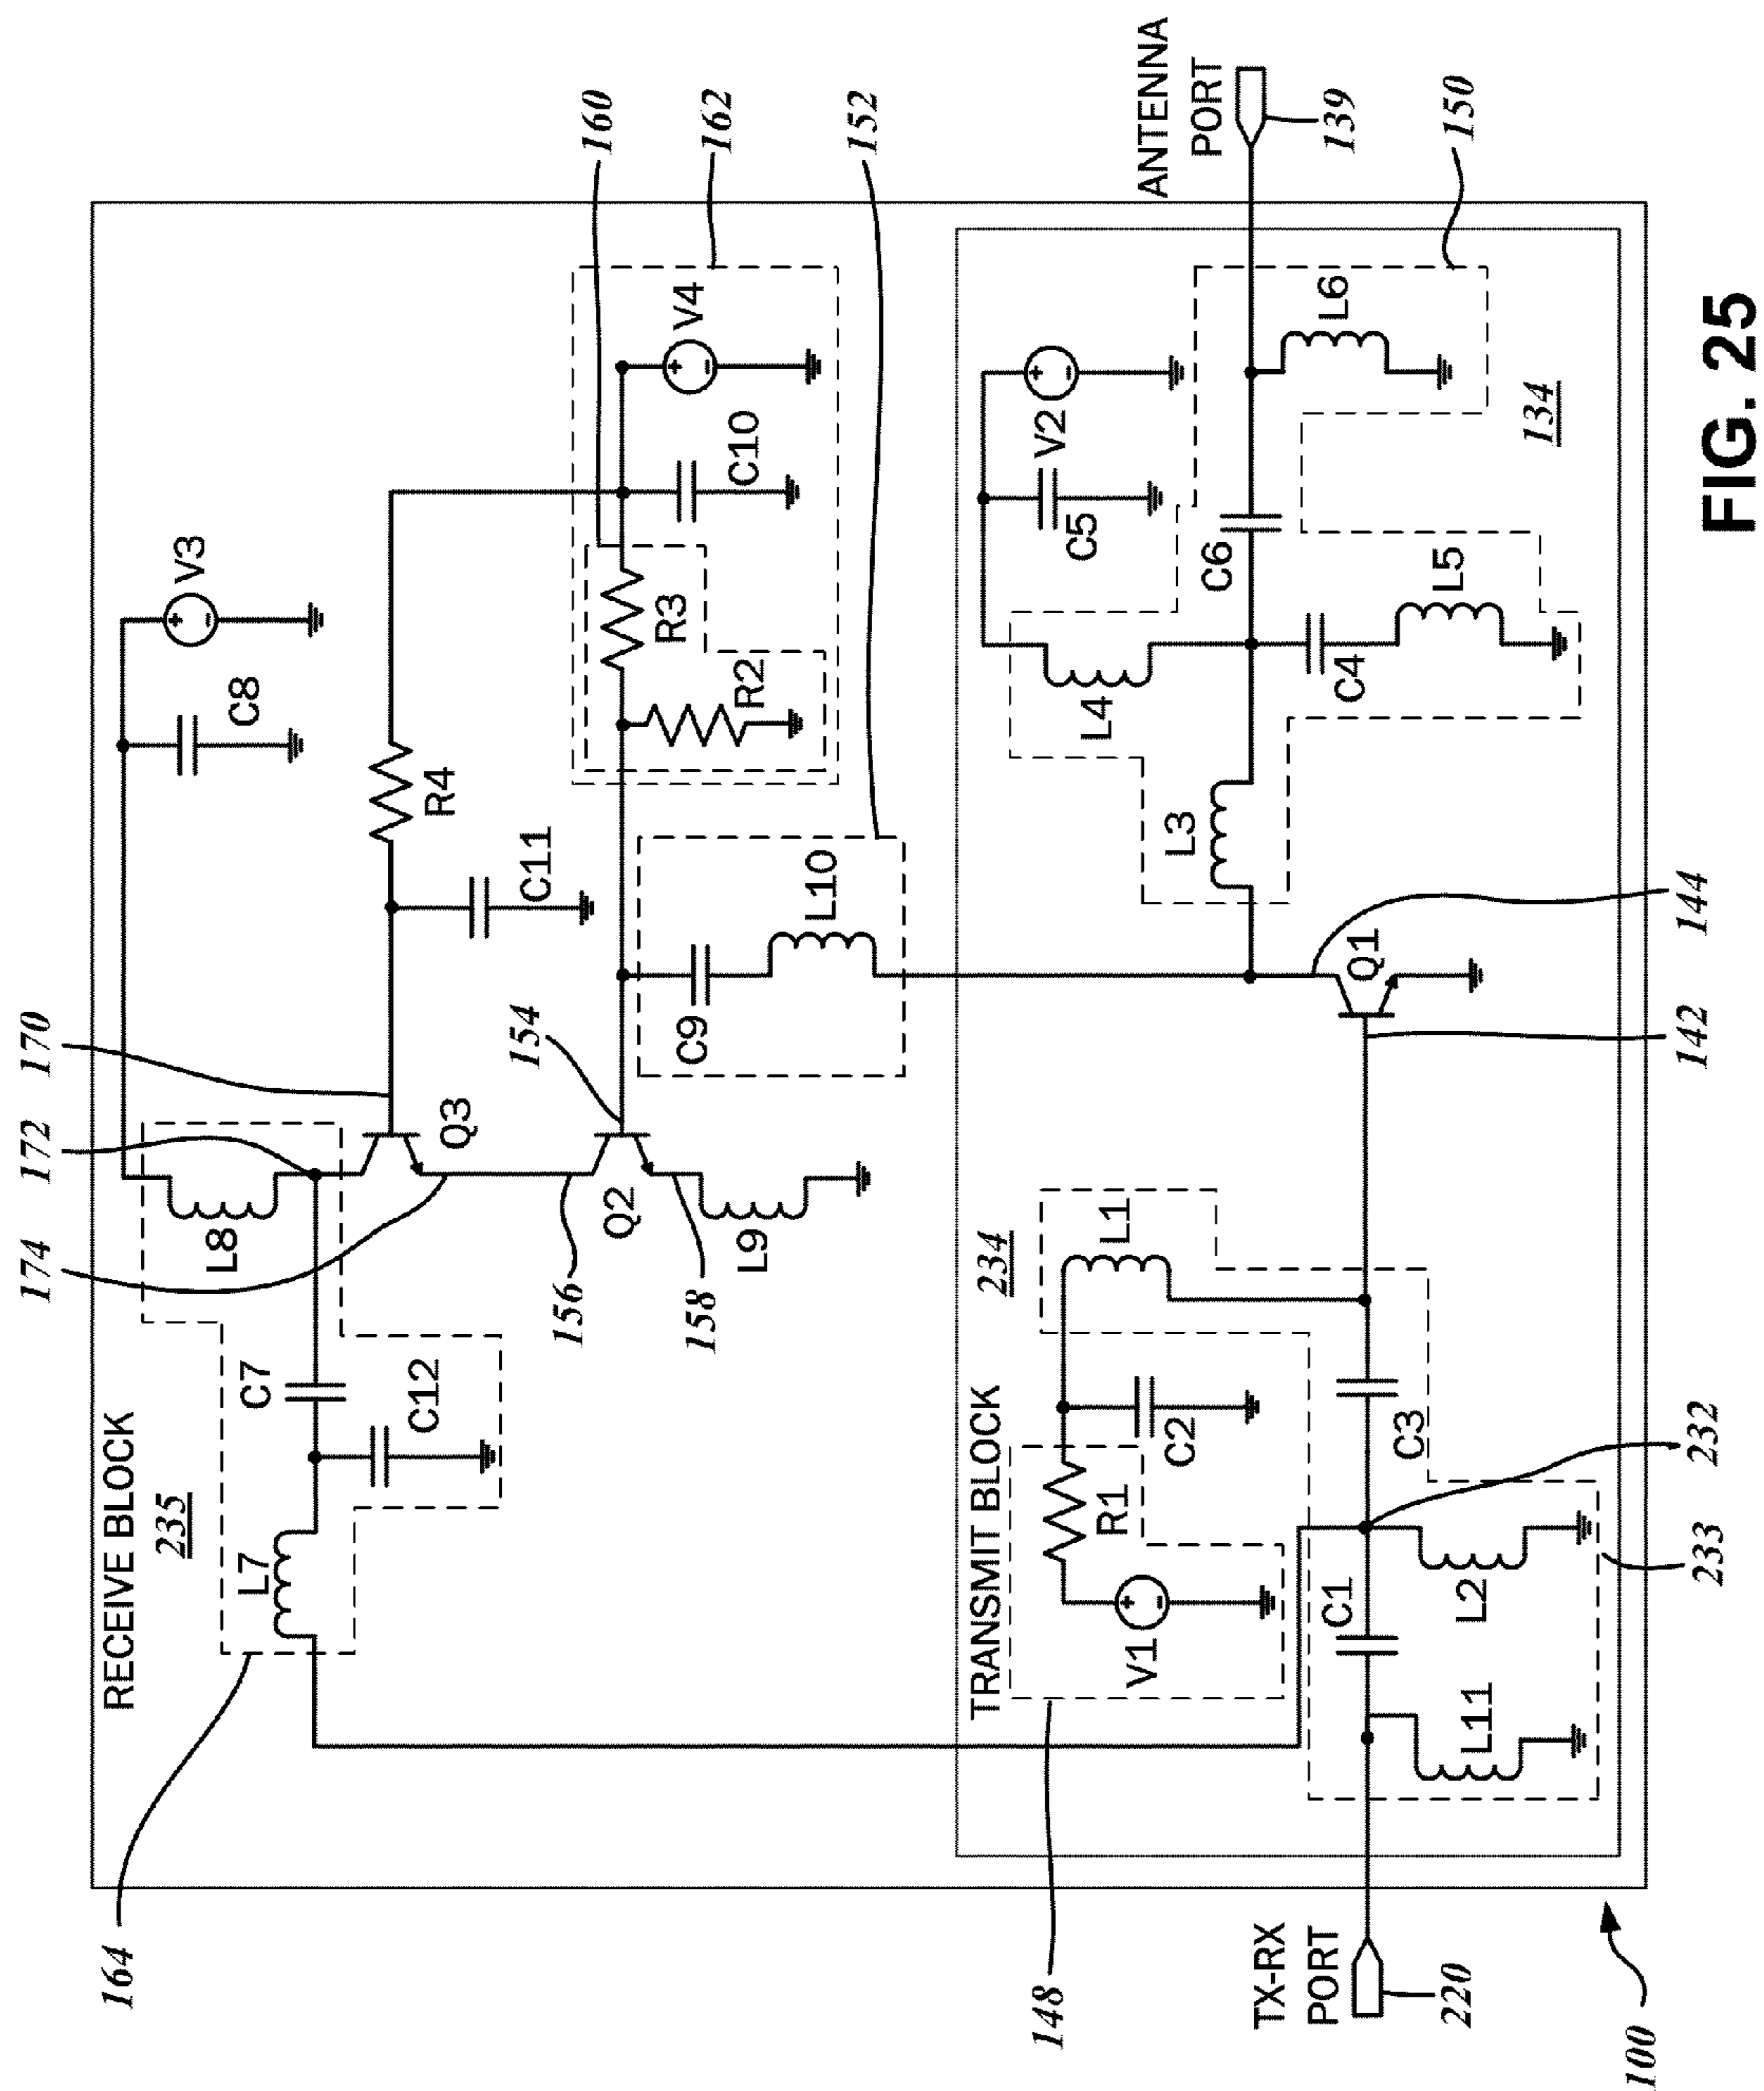 RECEIVE BLOCK
235
164
L7
C7
C12
L8
172
174
170
Q3
V3
C8
R4
C11
156
Q2
158
L9
154
C9
L10
R3
R2
C10
V4
160
162
152
TRANSMIT BLOCK
148
V1
R1
C2
L1
234
TX-RX
PORT
220
L11
C1
L2
C3
232
233
142
Q1
144
L3
L4
C5
V2
C6
C4
L5
L6
134
150
ANTENNA
PORT
139
100
FIG. 25